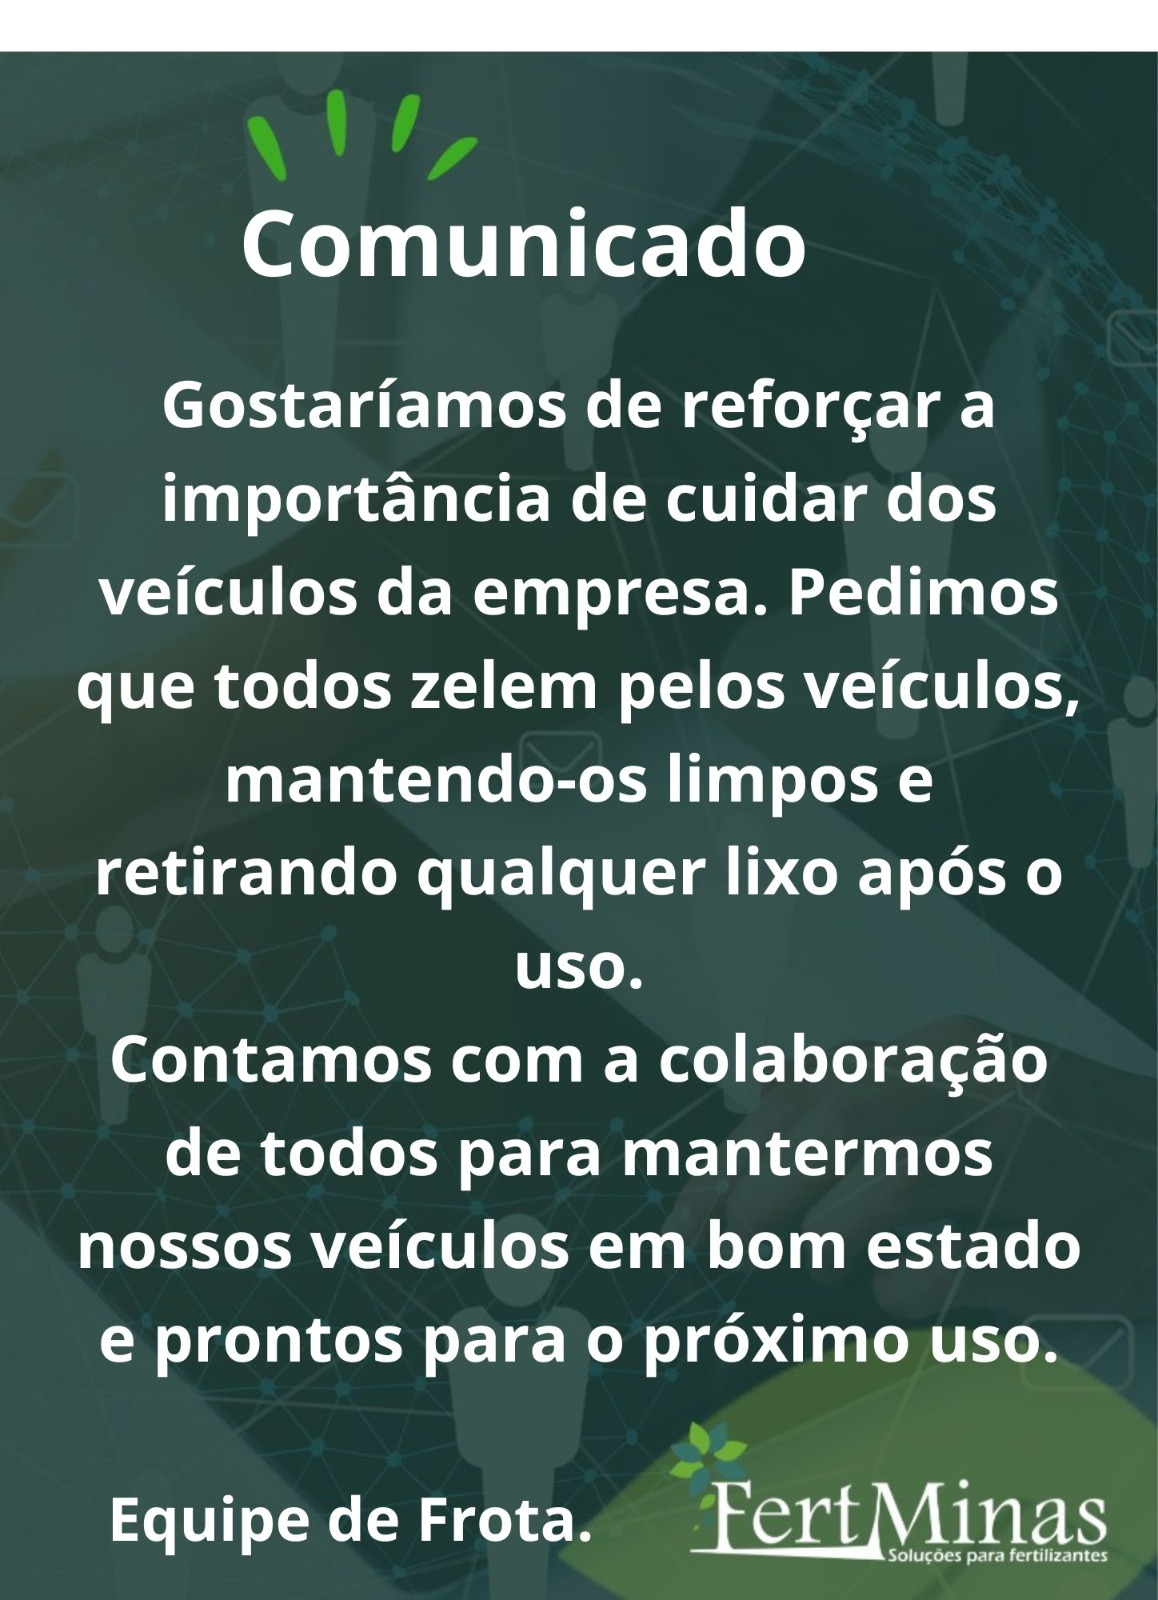 Comunicado
Gostaríamos de reforçar a
importância de cuidar dos
veículos da empresa. Pedimos
que todos zelem pelos veículos,
mantendo-os limpos e
retirando qualquer lixo após o
uso.
Contamos com a colaboração
de todos para mantermos
nossos veículos em bom estado
e prontos para o próximo uso.
Equipe de Frota.
FertMinas
Soluções para fertilizantes